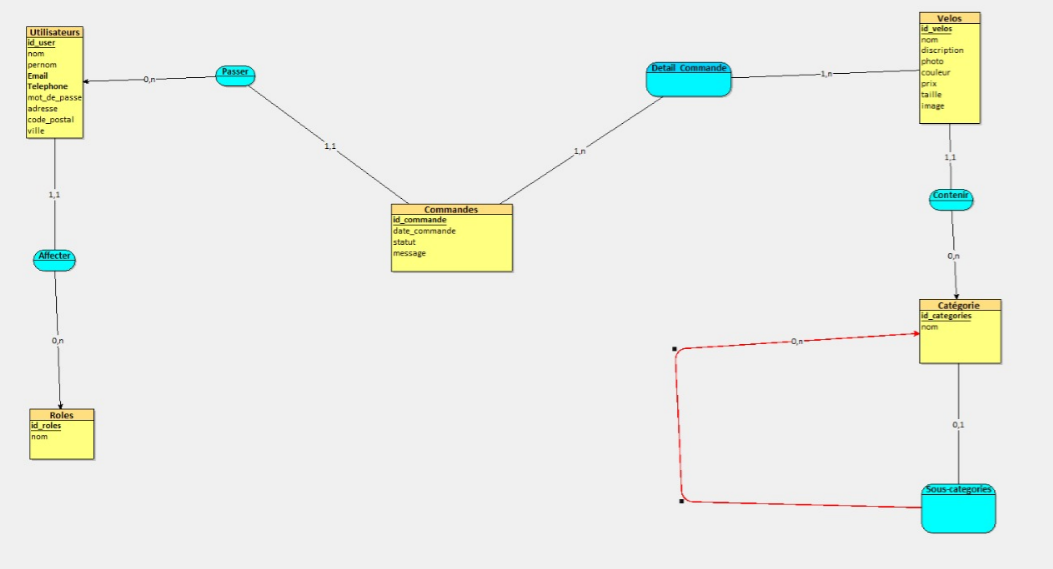 Utilisateurs
id_user
nom
pernom
Email
Telephone
mot_de_passe
adresse
code_postal
ville
0,n
Passer
1,1
Detail Commande
1,n
1,n
Velos
id_velos
nom
discription
photo
couleur
prix
taille
image
1,1
Affecter
0,n
Roles
id_roles
nom
Commandes
id_commande
date_commande
statut
message
1,1
Contenir
0,n
Catégorie
id_categories
nom
0,n
0,1
Sous-categories